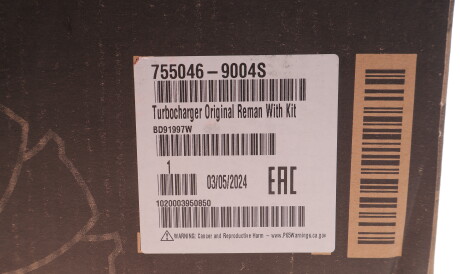 755046-9004S
Turbocharger Original Reman With Kit
BD91997W
1
03/05/2024
EAC
1020003950850
WARNING: Cancer and Reproductive Harm - www.P65Warnings.ca.gov